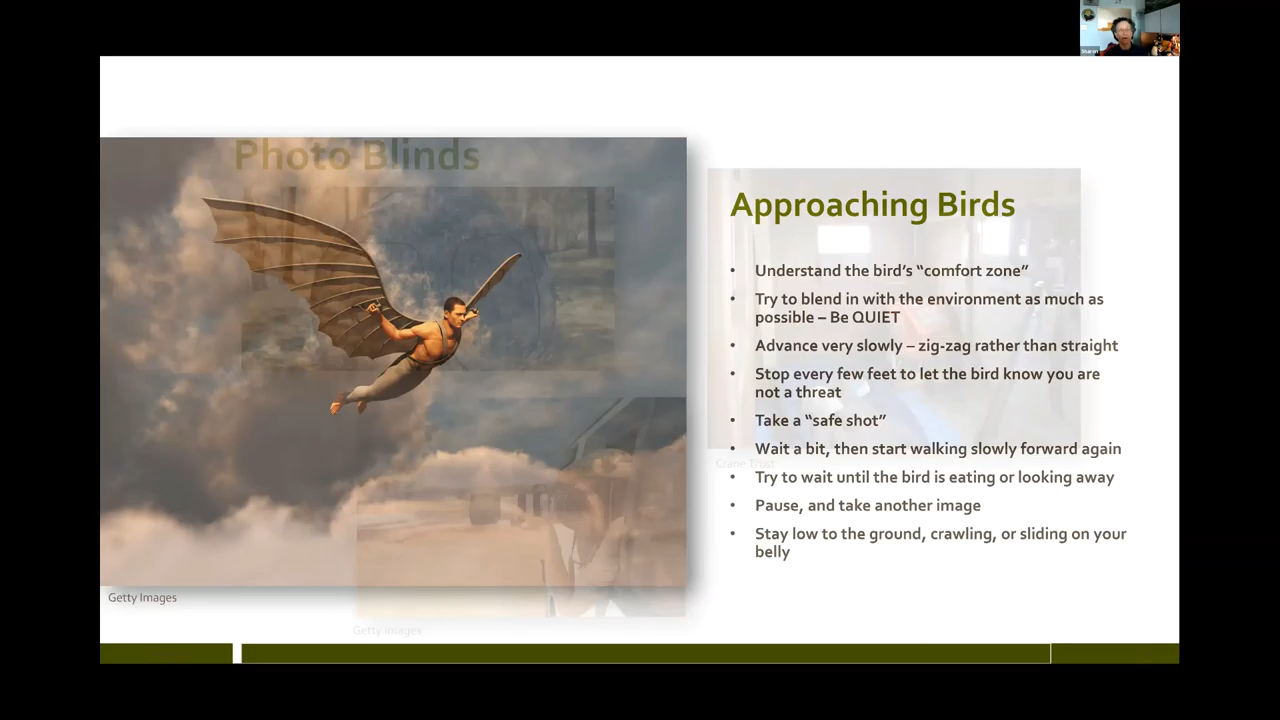 Sharon
Photo Blinds
Approaching Birds
• Understand the bird’s “comfort zone”
• Try to blend in with the environment as much as
possible – Be QUIET
• Advance very slowly – zig-zag rather than straight
• Stop every few feet to let the bird know you are
not a threat
• Take a “safe shot”
• Wait a bit, then start walking slowly forward again
Crane Trust
• Try to wait until the bird is eating or looking away
• Pause, and take another image
• Stay low to the ground, crawling, or sliding on your
belly
Getty Images
Getty images